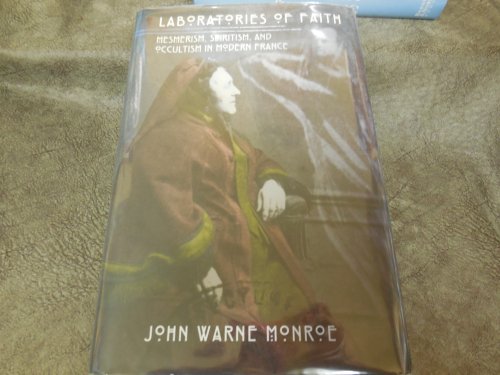 LABORATORIES OF FAITH
MESMERISM, SPIRITISM, AND
OCCULTISM IN MODERN FRANCE
JOHN WARNE MONROE